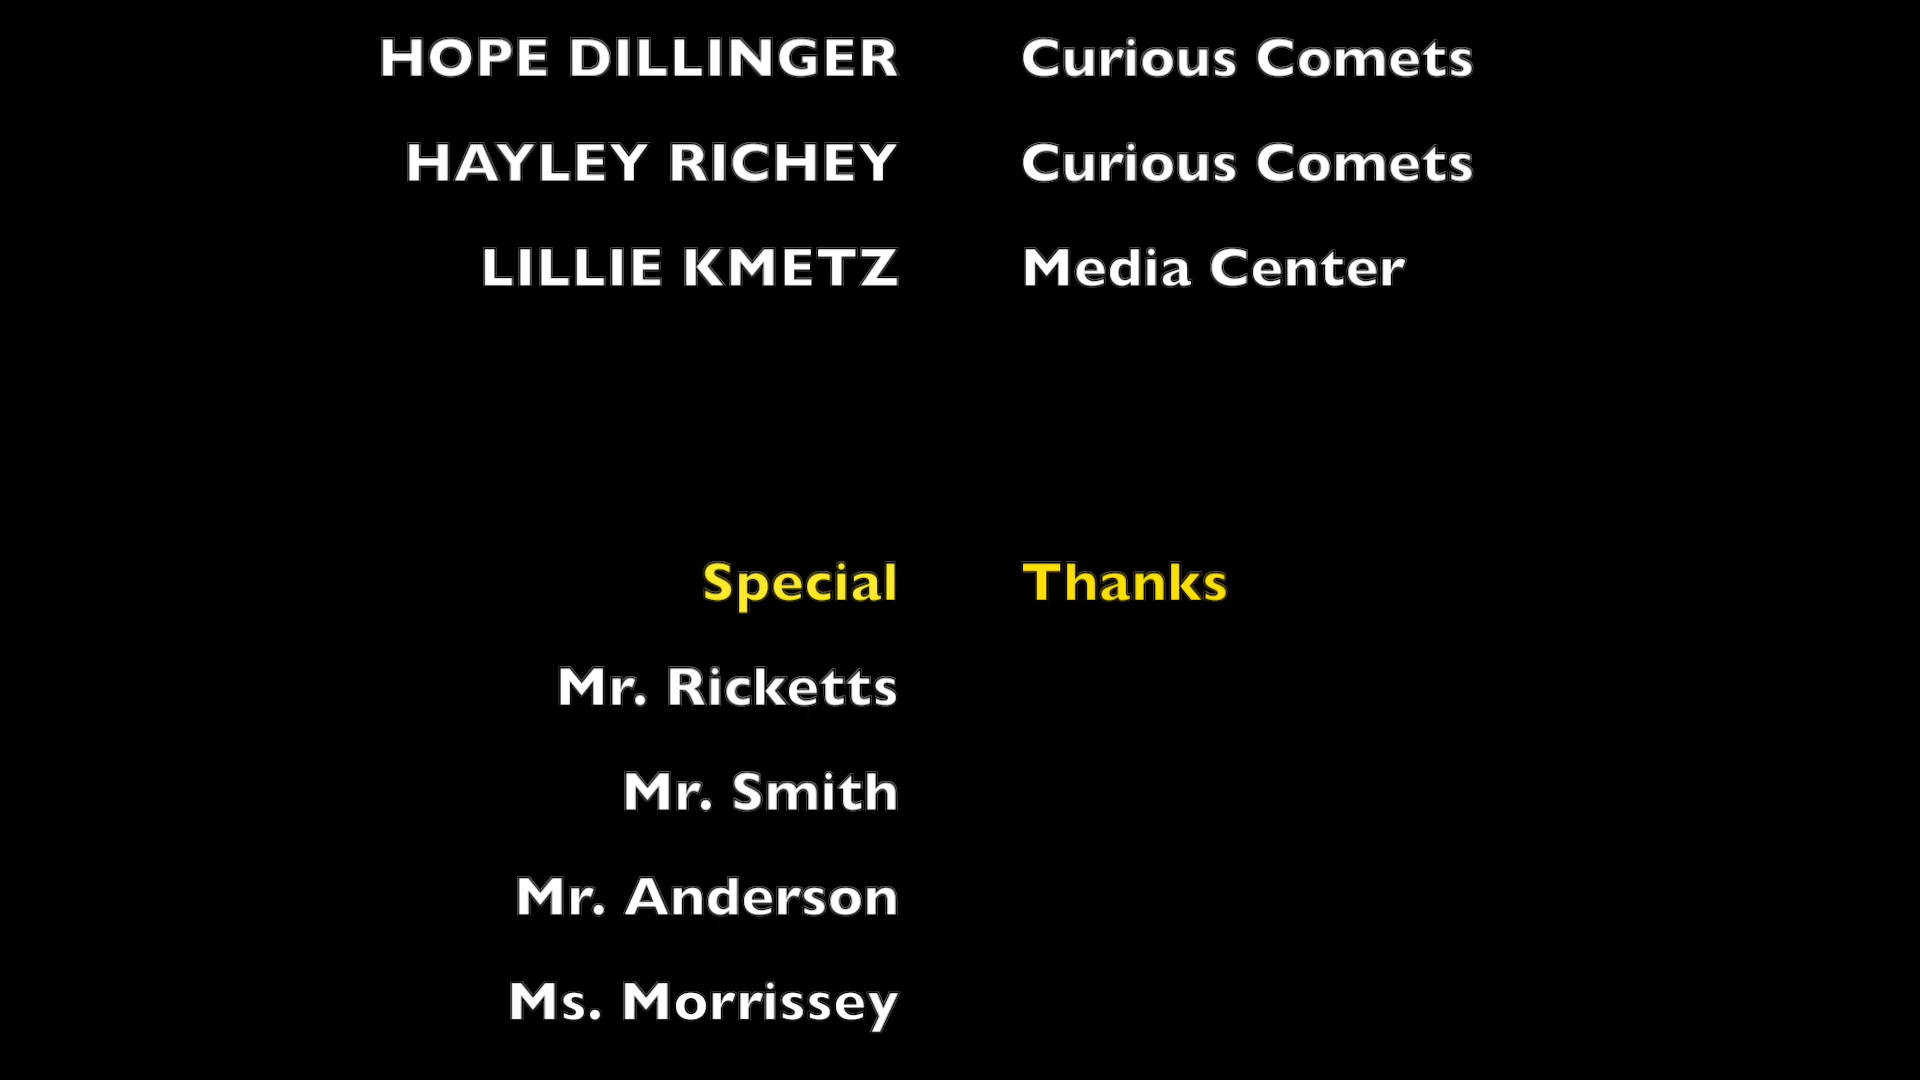 HOPE DILLINGER Curious Comets
HAYLEY RICHEY Curious Comets
LILLIE KMETZ Media Center
Special Thanks
Mr. Ricketts
Mr. Smith
Mr. Anderson
Ms. Morrissey